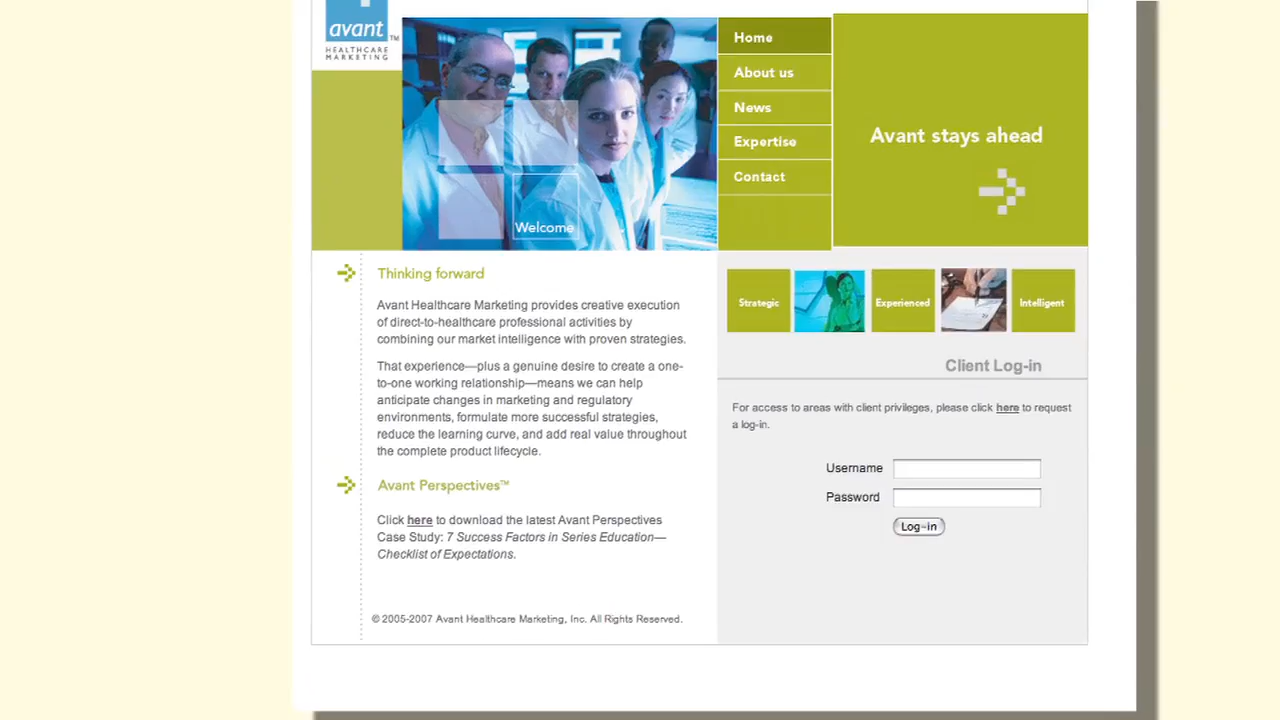 avant™
HEALTHCARE
MARKETING
Welcome
Home
About us
News
Expertise
Contact
Avant stays ahead
Thinking forward
Avant Healthcare Marketing provides creative execution
of direct-to-healthcare professional activities by
combining our market intelligence with proven strategies.
That experience—plus a genuine desire to create a one-
to-one working relationship—means we can help
anticipate changes in marketing and regulatory
environments, formulate more successful strategies,
reduce the learning curve, and add real value throughout
the complete product lifecycle.
Avant Perspectives™
Click here to download the latest Avant Perspectives
Case Study: 7 Success Factors in Series Education—
Checklist of Expectations.
© 2005-2007 Avant Healthcare Marketing, Inc. All Rights Reserved.
Strategic
Experienced
Intelligent
Client Log-in
For access to areas with client privileges, please click here to request
a log-in.
Username
Password
Log-in